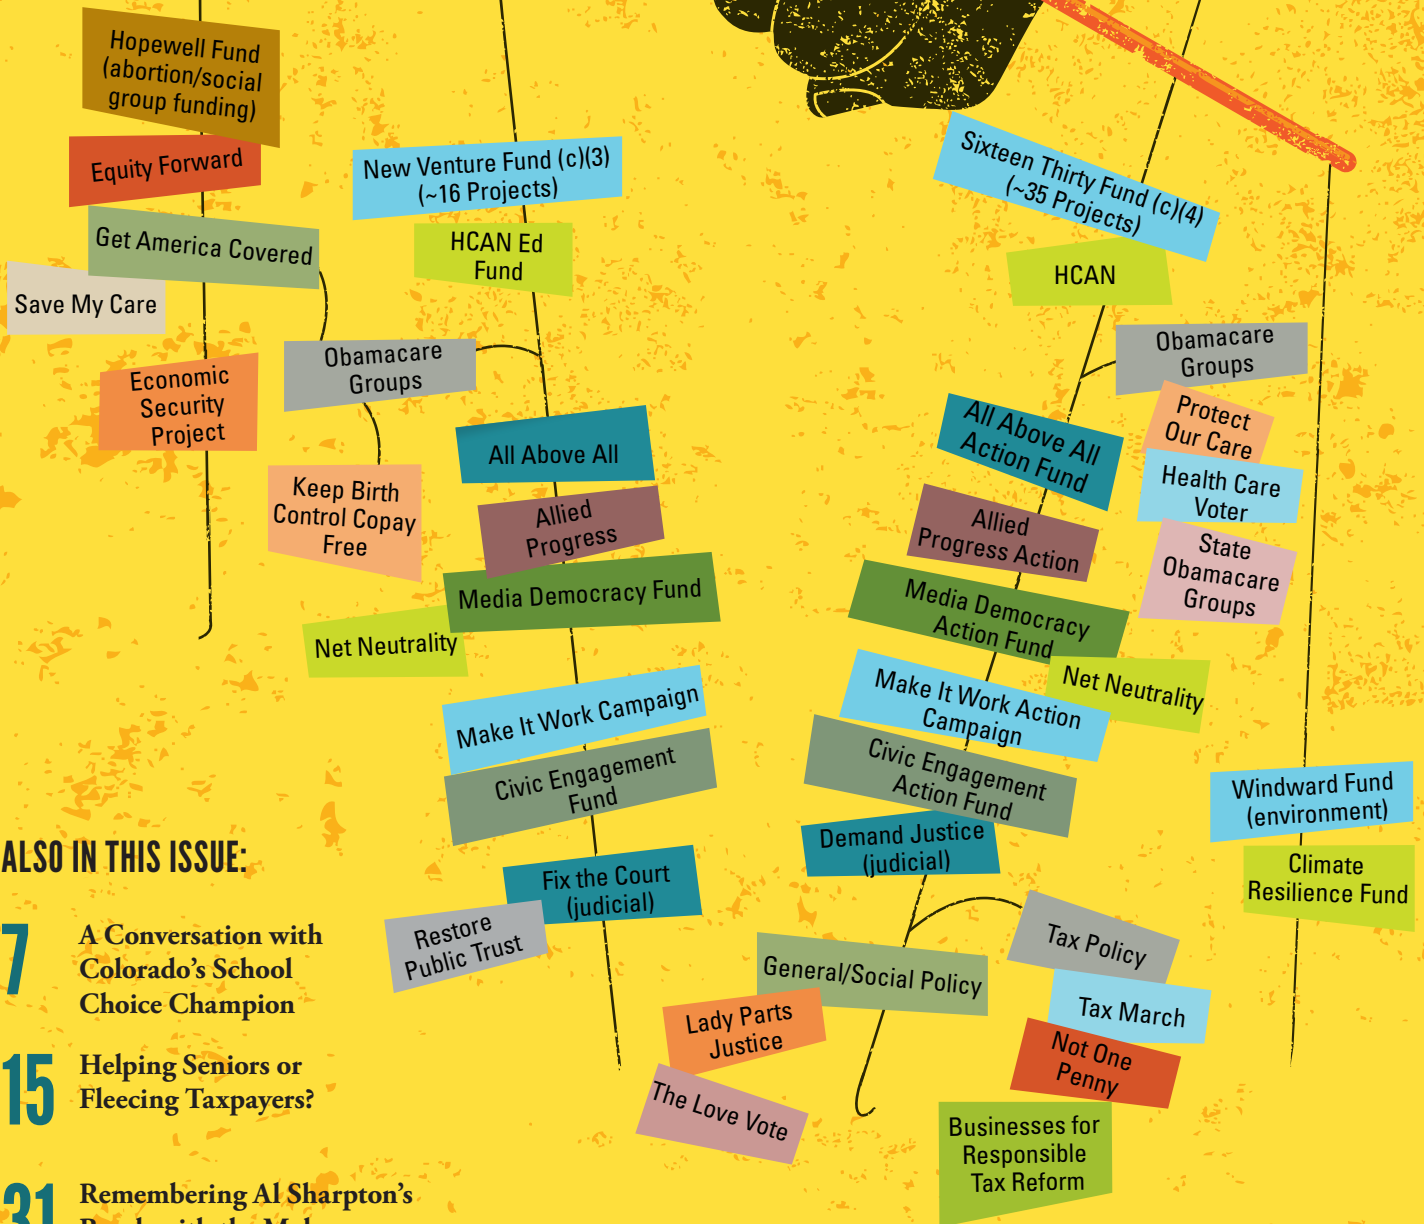 Hopewell Fund
(abortion/social
group funding)
Equity Forward
Get America Covered
Save My Care
Economic
Security
Project
Obamacare
Groups
Keep Birth
Control Copay
Free
New Venture Fund (c)(3)
(~16 Projects)
HCAN Ed
Fund
All Above All
Allied
Progress
Media Democracy Fund
Net Neutrality
Make It Work Campaign
Civic Engagement
Fund
Fix the Court
(judicial)
Restore
Public Trust
Sixteen Thirty Fund (c)(4)
(~35 Projects)
HCAN
Obamacare
Groups
Protect
Our Care
Health Care
Voter
State
Obamacare
Groups
All Above All
Action Fund
Allied
Progress Action
Media Democracy
Action Fund
Net Neutrality
Make It Work Action
Campaign
Civic Engagement
Action Fund
Demand Justice
(judicial)
General/Social Policy
Lady Parts
Justice
The Love Vote
Tax Policy
Tax March
Not One
Penny
Businesses for
Responsible
Tax Reform
Windward Fund
(environment)
Climate
Resilience Fund
ALSO IN THIS ISSUE:
7
A Conversation with
Colorado's School
Choice Champion
15
Helping Seniors or
Fleecing Taxpayers?
31
Remembering Al Sharpton's